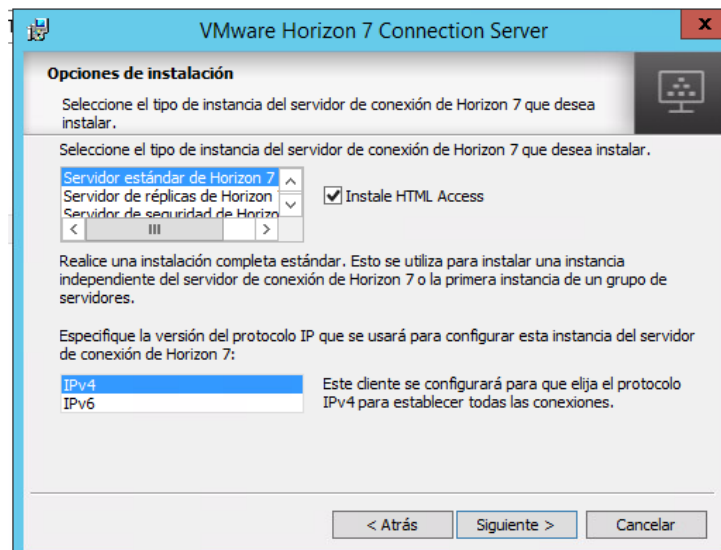 VMware Horizon 7 Connection Server
x
Opciones de instalación
Seleccione el tipo de instancia del servidor de conexión de Horizon 7 que desea
instalar.
Seleccione el tipo de instancia del servidor de conexión de Horizon 7 que desea instalar.
Servidor estándar de Horizon 7
Servidor de réplicas de Horizon
Servidor de seguridad de Horizo
Instale HTML Access
Realice una instalación completa estándar. Esto se utiliza para instalar una instancia
independiente del servidor de conexión de Horizon 7 o la primera instancia de un grupo de
servidores.
Especifique la versión del protocolo IP que se usará para configurar esta instancia del servidor
de conexión de Horizon 7:
IPv4
IPv6
Este cliente se configurará para que elija el protocolo
IPv4 para establecer todas las conexiones.
< Atrás
Siguiente >
Cancelar